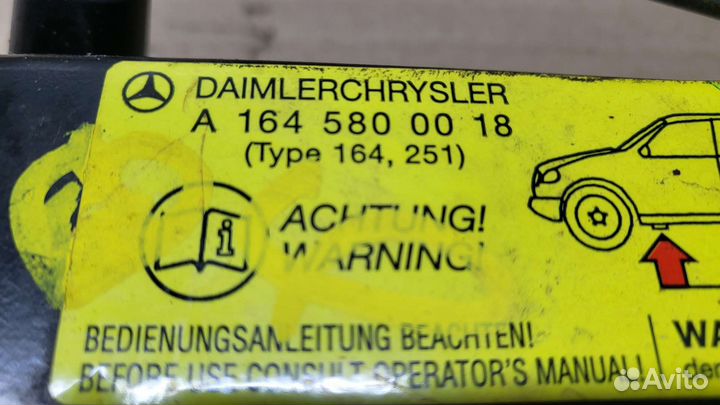 DAIMLERCHRYSLER
A 164 580 00 18
(Type 164, 251)
ACHTUNG!
WARNING!
BEDIENUNGSANLEITUNG BEACHTEN!
BEFORE USE CONSULT OPERATOR'S MANUAL!
Avito